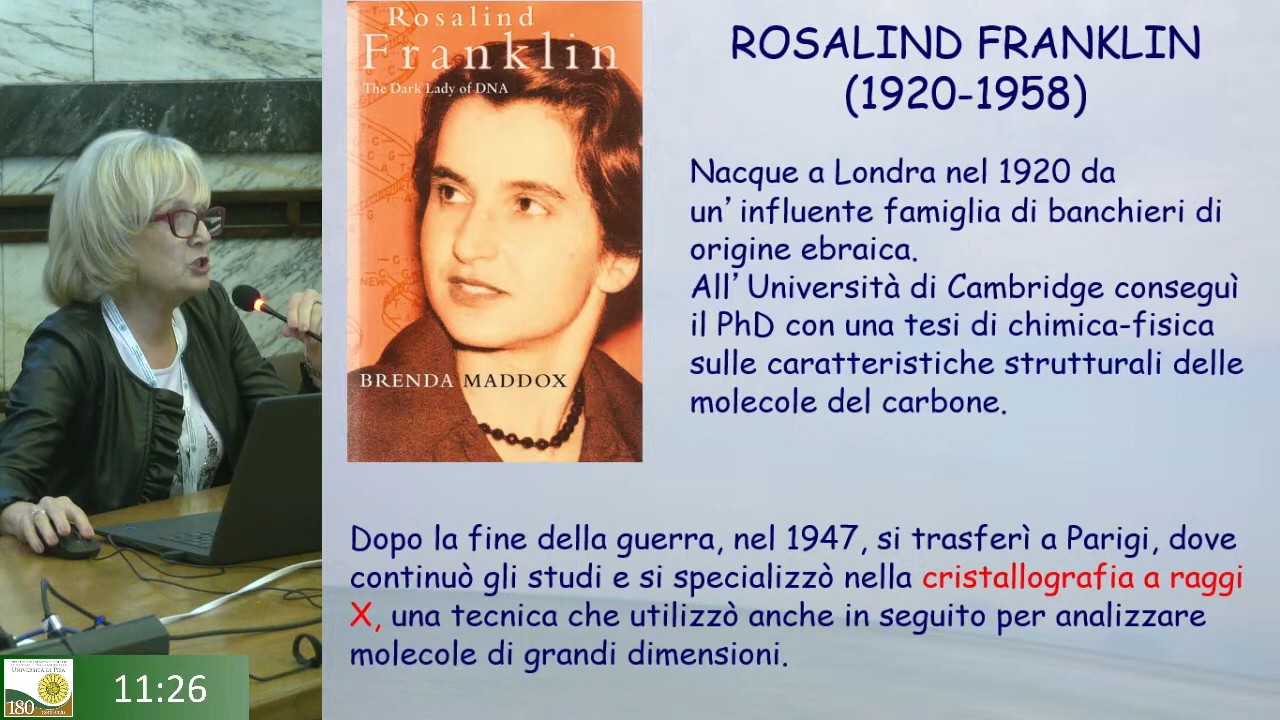 Rosalind
Franklin
The Dark Lady of DNA
BRENDA MADDOX
ROSALIND FRANKLIN
(1920-1958)
Nacque a Londra nel 1920 da
un’ influente famiglia di banchieri di
origine ebraica.
All’ Università di Cambridge conseguì
il PhD con una tesi di chimica-fisica
sulle caratteristiche strutturali delle
molecole del carbone.
Dopo la fine della guerra, nel 1947, si trasferì a Parigi, dove
continuò gli studi e si specializzò nella cristallografia a raggi
X, una tecnica che utilizzò anche in seguito per analizzare
molecole di grandi dimensioni.
UNIVERSITÀ DI PISA
180
11:26